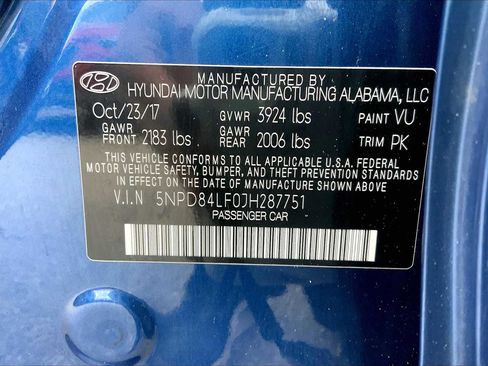 MANUFACTURED BY
HYUNDAI MOTOR MANUFACTURING ALABAMA, LLC
Oct/23/17 GVWR 3924 lbs PAINT VU
GAWR FRONT 2183 lbs GAWR REAR 2006 lbs TRIM PK
THIS VEHICLE CONFORMS TO ALL APPLICABLE U.S.A. FEDERAL
MOTOR VEHICLE SAFETY, BUMPER, AND THEFT PREVENTION STANDARDS
IN EFFECT ON THE DATE OF MANUFACTURE SHOWN ABOVE
V.I.N 5NPD84LF0JH287751
PASSENGER CAR